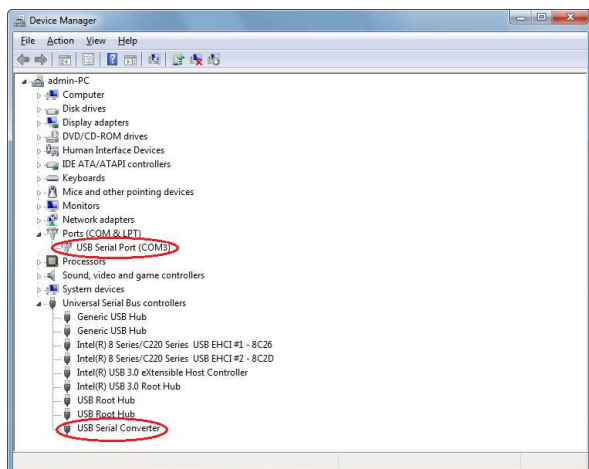 Device Manager
File Action View Help
admin-PC
Computer
Disk drives
Display adapters
DVD/CD-ROM drives
Human Interface Devices
IDE ATA/ATAPI controllers
Keyboards
Mice and other pointing devices
Monitors
Network adapters
Ports (COM & LPT)
USB Serial Port (COM3)
Processors
Sound, video and game controllers
System devices
Universal Serial Bus controllers
Generic USB Hub
Generic USB Hub
Intel(R) 8 Series/C220 Series USB EHCI #1 - 8C26
Intel(R) 8 Series/C220 Series USB EHCI #2 - 8C2D
Intel(R) USB 3.0 eXtensible Host Controller
Intel(R) USB 3.0 Root Hub
USB Root Hub
USB Root Hub
USB Serial Converter